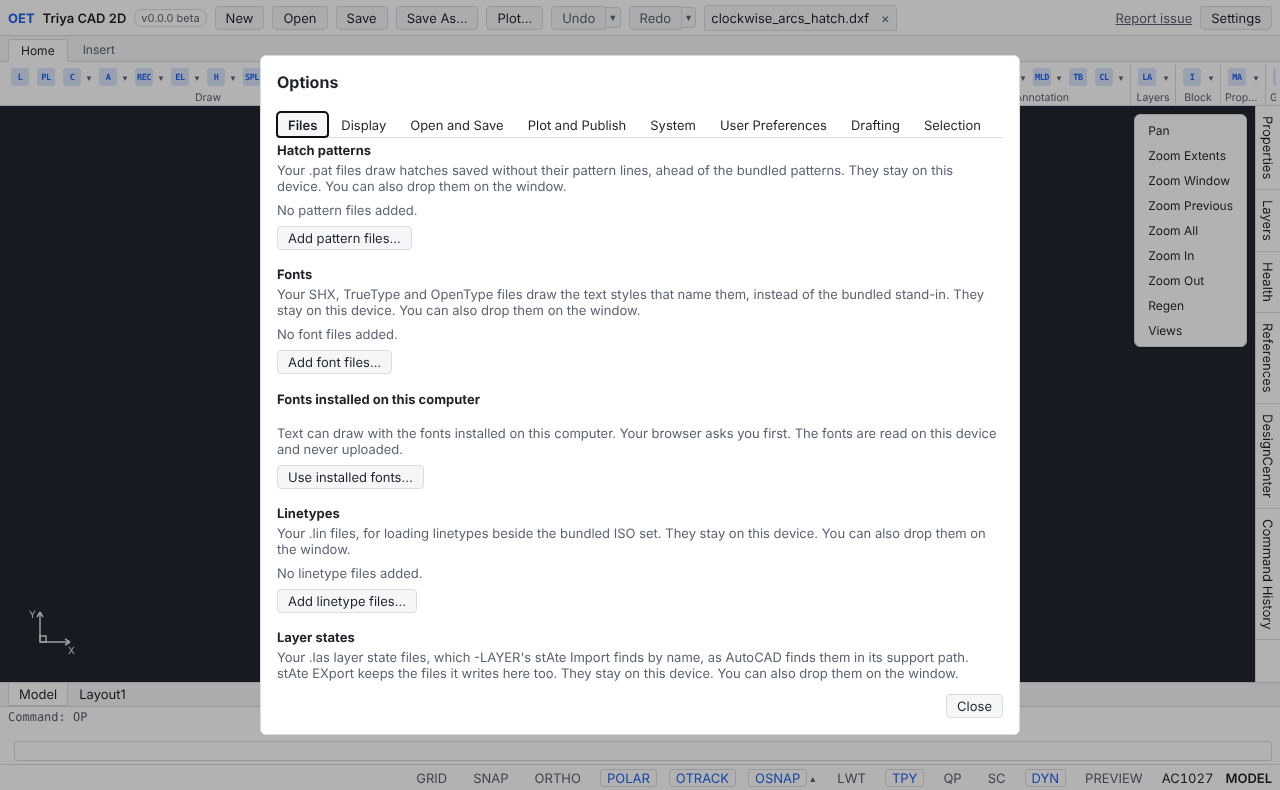 OET Triya CAD 2D v0.0.0 beta New Open Save Save As... Plot... Undo ▾ Redo ▾ clockwise_arcs_hatch.dxf × Report issue Settings
Home Insert
L PL C ▾ A ▾ REC ▾ EL ▾ H ▾ SPL ▾ MLD ▾ TB CL ▾ LA ▾ I ▾ MA ▾
Draw Annotation Layers Block Prop...
Options
Files Display Open and Save Plot and Publish System User Preferences Drafting Selection
Hatch patterns
Your .pat files draw hatches saved without their pattern lines, ahead of the bundled patterns. They stay on this
device. You can also drop them on the window.
No pattern files added.
Add pattern files...
Fonts
Your SHX, TrueType and OpenType files draw the text styles that name them, instead of the bundled stand-in. They
stay on this device. You can also drop them on the window.
No font files added.
Add font files...
Fonts installed on this computer
Text can draw with the fonts installed on this computer. Your browser asks you first. The fonts are read on this device
and never uploaded.
Use installed fonts...
Linetypes
Your .lin files, for loading linetypes beside the bundled ISO set. They stay on this device. You can also drop them on
the window.
No linetype files added.
Add linetype files...
Layer states
Your .las layer state files, which -LAYER's stAte Import finds by name, as AutoCAD finds them in its support path.
stAte EXport keeps the files it writes here too. They stay on this device. You can also drop them on the window.
Close
Pan
Zoom Extents
Zoom Window
Zoom Previous
Zoom All
Zoom In
Zoom Out
Regen
Views
Properties
Layers
Health
References
DesignCenter
Command History
Y
X
Model Layout1
Command: OP
GRID SNAP ORTHO POLAR OTRACK OSNAP ▴ LWT TPY QP SC DYN PREVIEW AC1027 MODEL